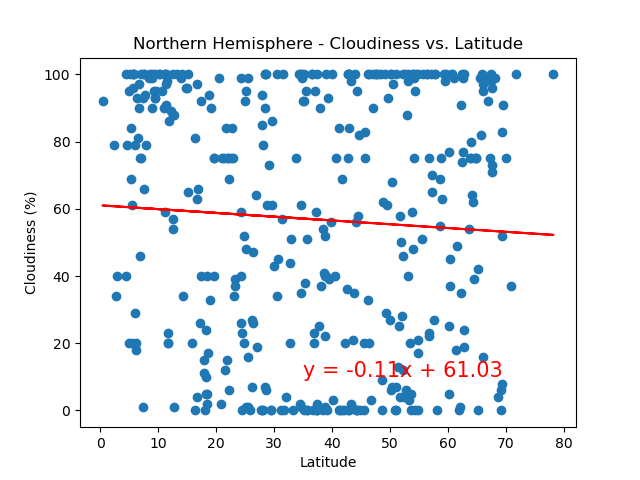 Northern Hemisphere - Cloudiness vs. Latitude
100
80
60
40
20
0
Cloudiness (%)
y = -0.11x + 61.03
0 10 20 30 40 50 60 70 80
Latitude